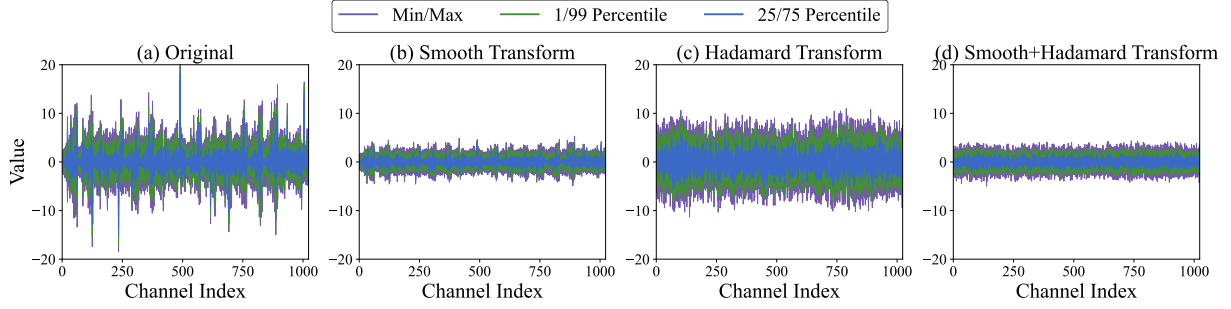 Min/Max 1/99 Percentile 25/75 Percentile
(a) Original (b) Smooth Transform (c) Hadamard Transform (d) Smooth+Hadamard Transform
20 20 20 20
10 10 10 10
Value 0 0 0 0
−10 −10 −10 −10
−20 −20 −20 −20
0 250 500 750 1000 0 250 500 750 1000 0 250 500 750 1000 0 250 500 750 1000
Channel Index Channel Index Channel Index Channel Index